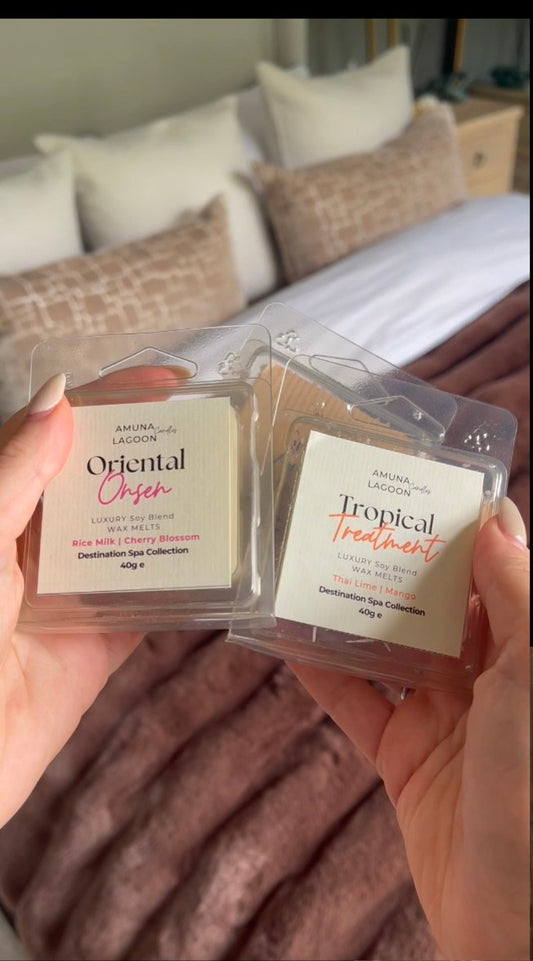 AMUNA
LAGOON Candles
Oriental
Onsen
LUXURY Soy Blend
WAX MELTS
Rice Milk | Cherry Blossom
Destination Spa Collection
40g e
AMUNA
LAGOON Candles
Tropical
Treatment
LUXURY Soy Blend
WAX MELTS
Thai Lime | Mango
Destination Spa Collection
40g e